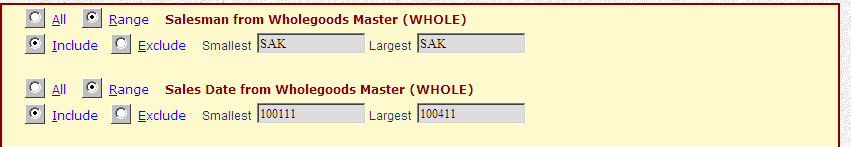 All Range Salesman from Wholegoods Master (WHOLE)
Include Exclude Smallest SAK Largest SAK
All Range Sales Date from Wholegoods Master (WHOLE)
Include Exclude Smallest 100111 Largest 100411